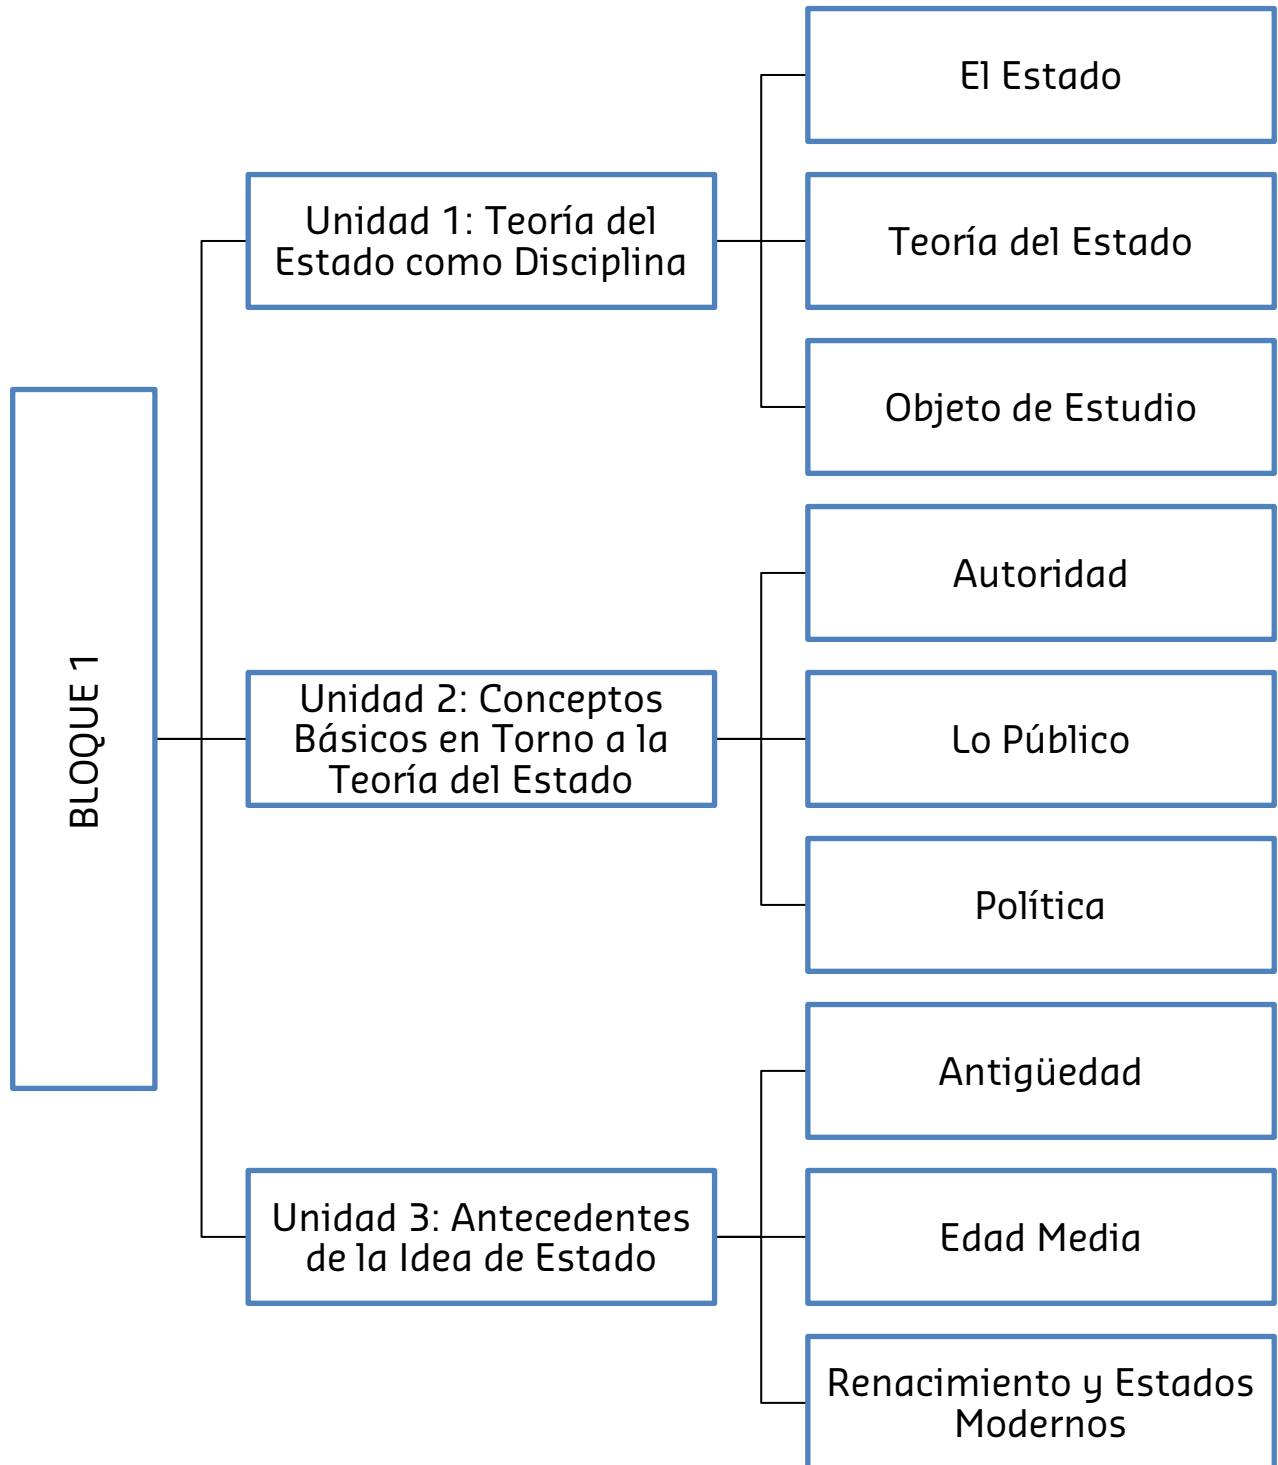 BLOQUE 1
Unidad 1: Teoría del
Estado como Disciplina
El Estado
Teoría del Estado
Objeto de Estudio
Unidad 2: Conceptos
Básicos en Torno a la
Teoría del Estado
Autoridad
Lo Público
Política
Unidad 3: Antecedentes
de la Idea de Estado
Antigüedad
Edad Media
Renacimiento y Estados
Modernos